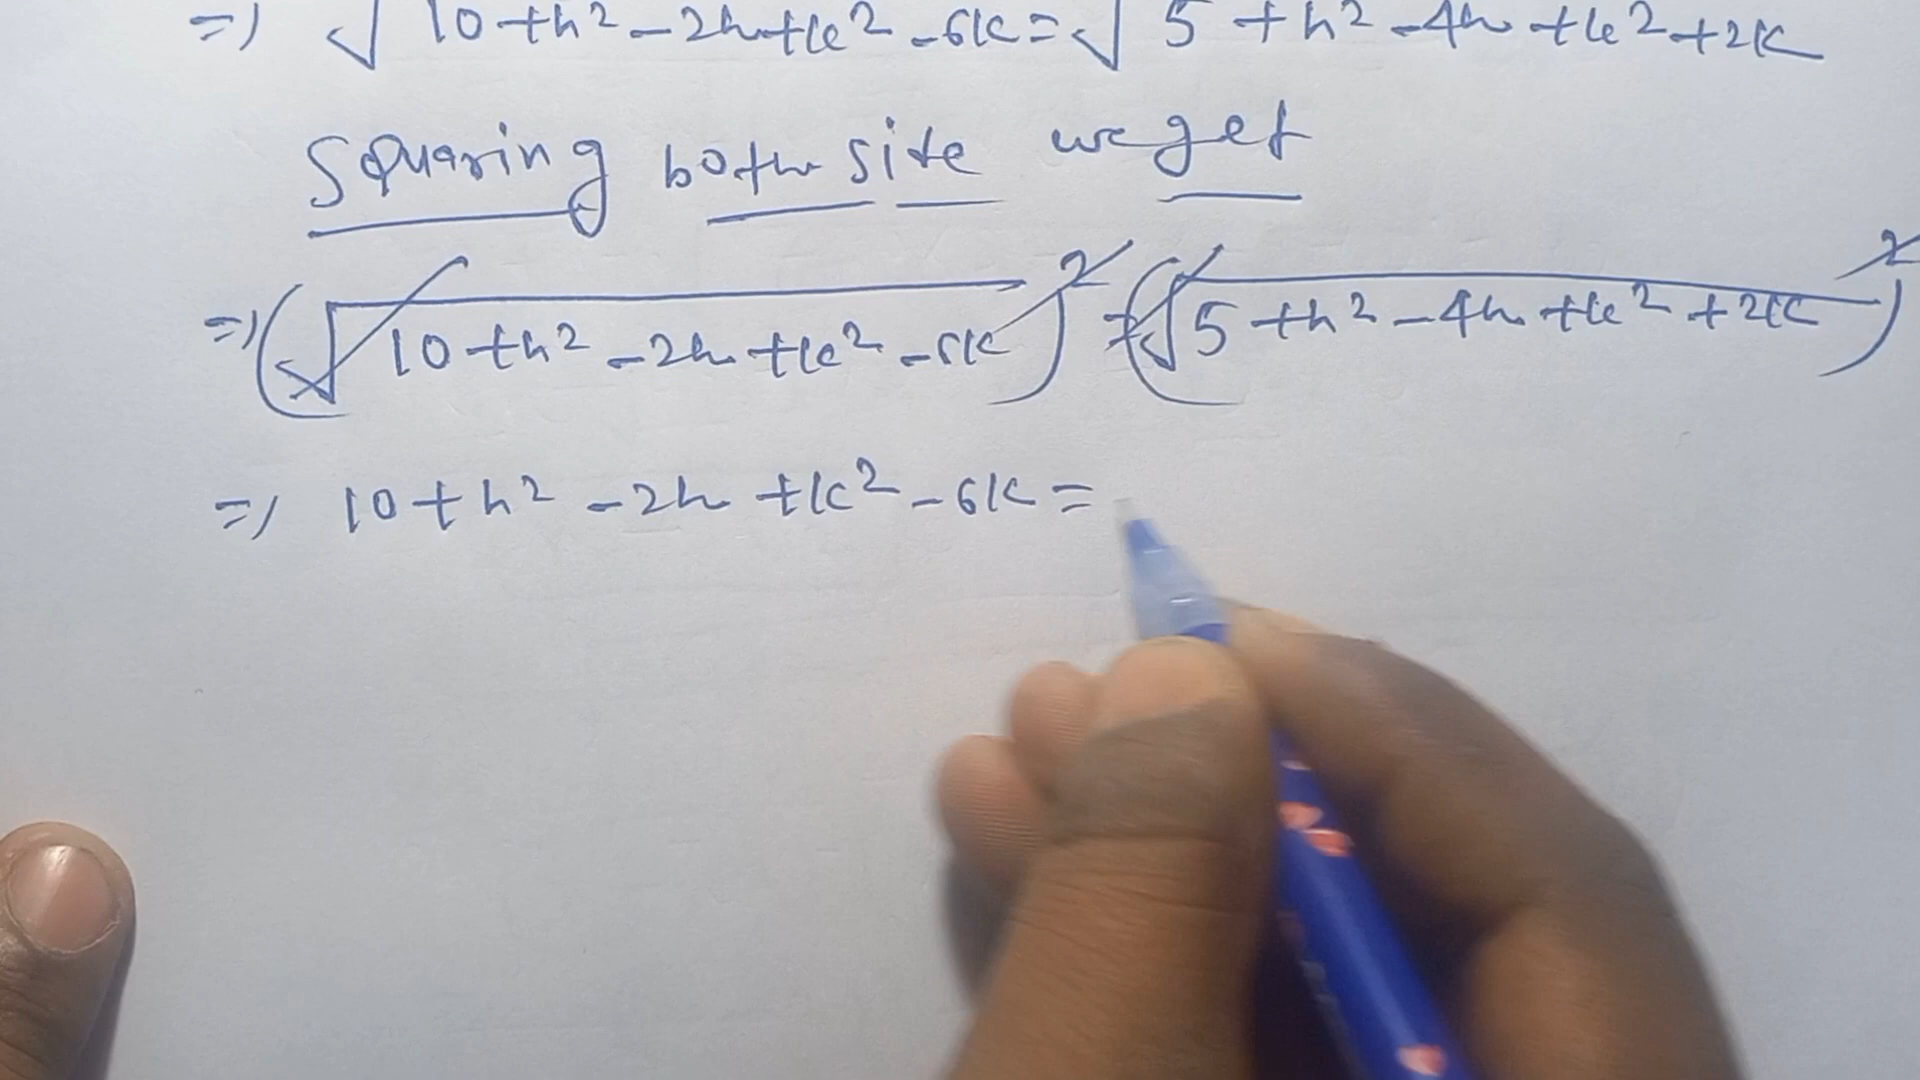 =) √10+h²-2h+k²-6k=√5+h²-4h+k²+2k
Squaring both site we get
=) (√10+h²-2h+k²-6k)² = (√5+h²-4h+k²+2k)²
=) 10+h²-2h+k²-6k=